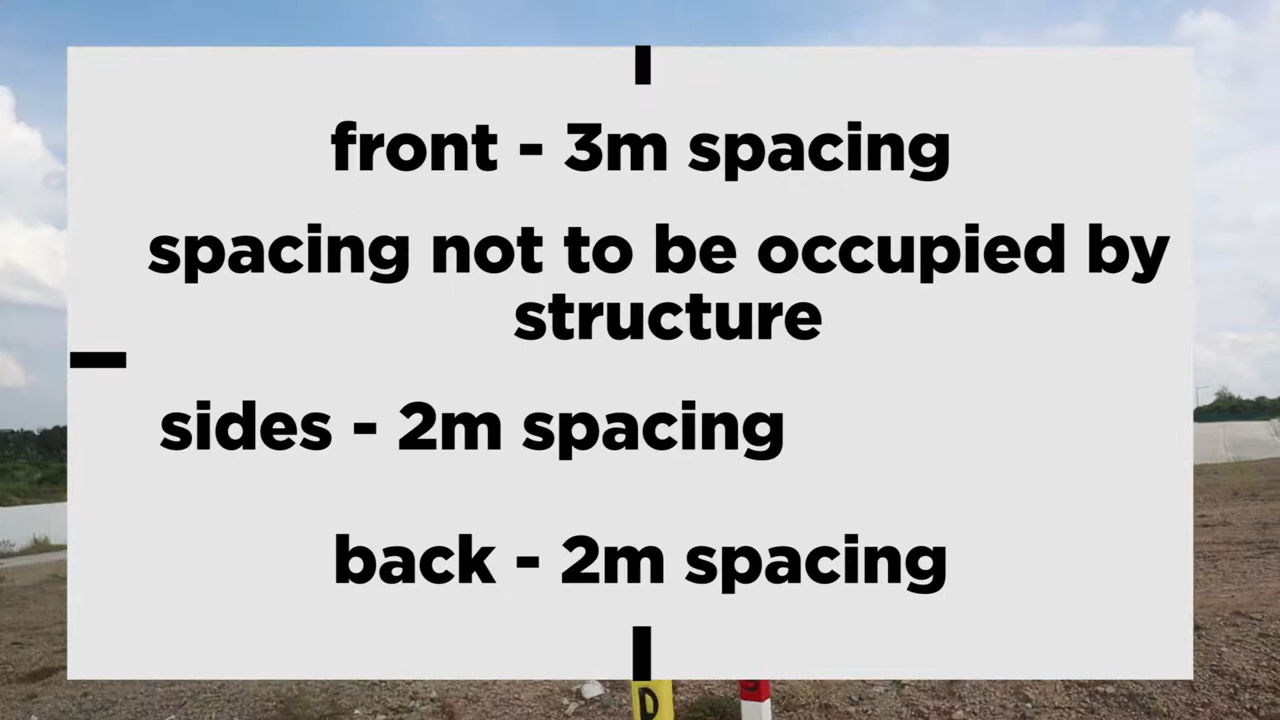 front - 3m spacing
spacing not to be occupied by
structure
sides - 2m spacing
back - 2m spacing
D